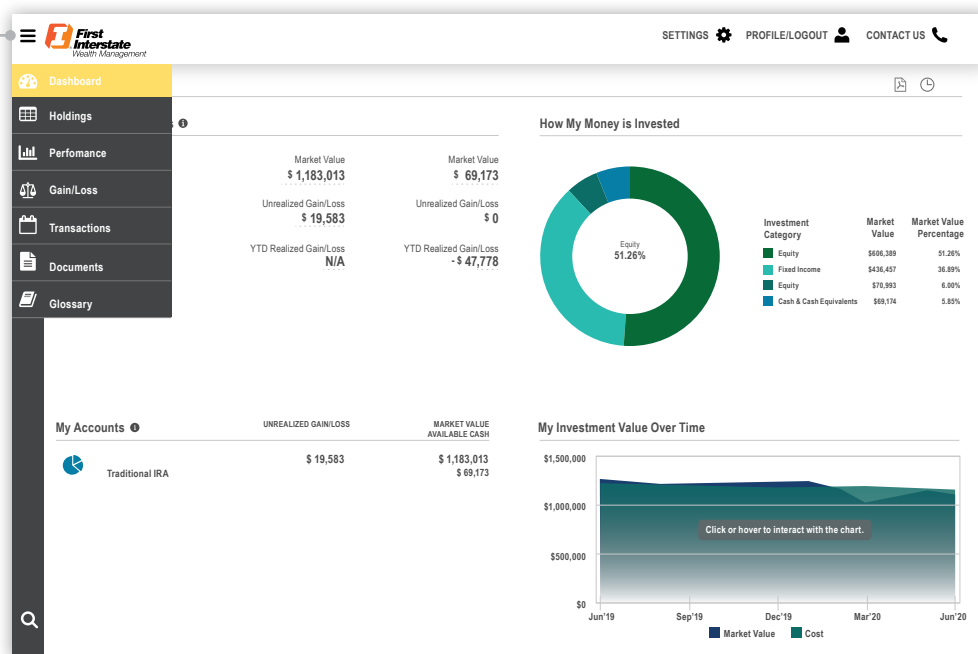 First
Interstate
Wealth Management
SETTINGS
PROFILE/LOGOUT
CONTACT US
Dashboard
Holdings
Perfomance
Gain/Loss
Transactions
Documents
Glossary
Market Value
$ 1,183,013
Unrealized Gain/Loss
$ 19,583
YTD Realized Gain/Loss
N/A
Market Value
$ 69,173
Unrealized Gain/Loss
$ 0
YTD Realized Gain/Loss
- $ 47,778
How My Money is Invested
Equity
51.26%
Investment Category Market Value Market Value Percentage
Equity $606,389 51.26%
Fixed Income $436,457 36.89%
Equity $70,993 6.00%
Cash & Cash Equivalents $69,174 5.85%
My Accounts
UNREALIZED GAIN/LOSS
MARKET VALUE
AVAILABLE CASH
Traditional IRA
$ 19,583
$ 1,183,013
$ 69,173
My Investment Value Over Time
$1,500,000
$1,000,000
$500,000
$0
Click or hover to interact with the chart.
Jun'19 Sep'19 Dec'19 Mar'20 Jun'20
Market Value Cost